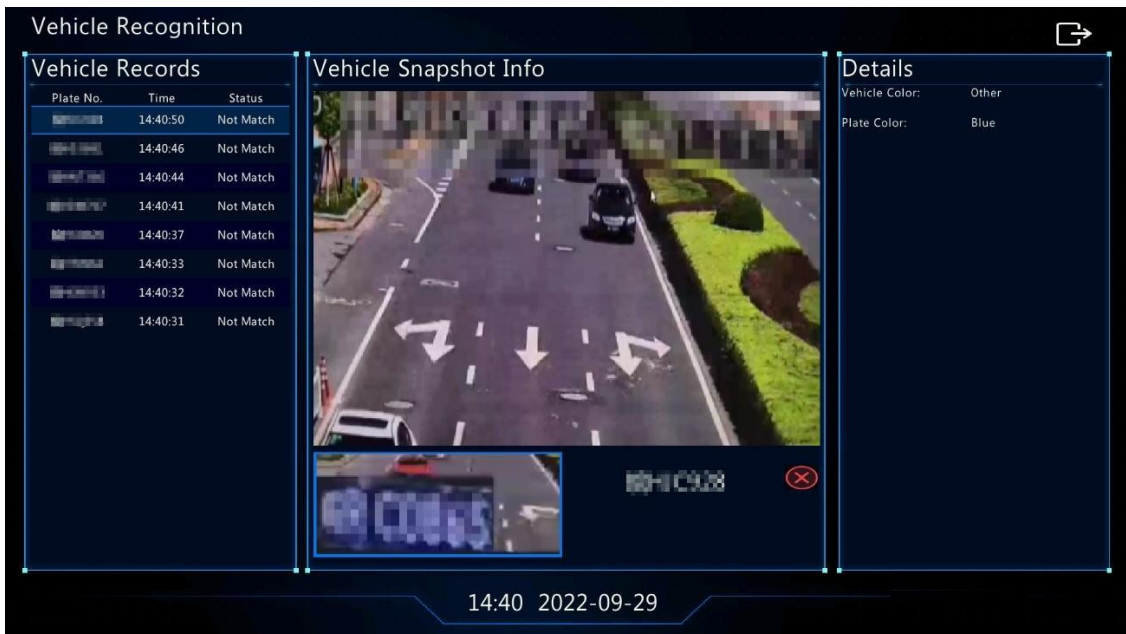 Vehicle Recognition
Vehicle Records
Plate No. Time Status
14:40:50 Not Match
14:40:46 Not Match
14:40:44 Not Match
14:40:41 Not Match
14:40:37 Not Match
14:40:33 Not Match
14:40:32 Not Match
14:40:31 Not Match
Vehicle Snapshot Info
Details
Vehicle Color: Other
Plate Color: Blue
14:40 2022-09-29